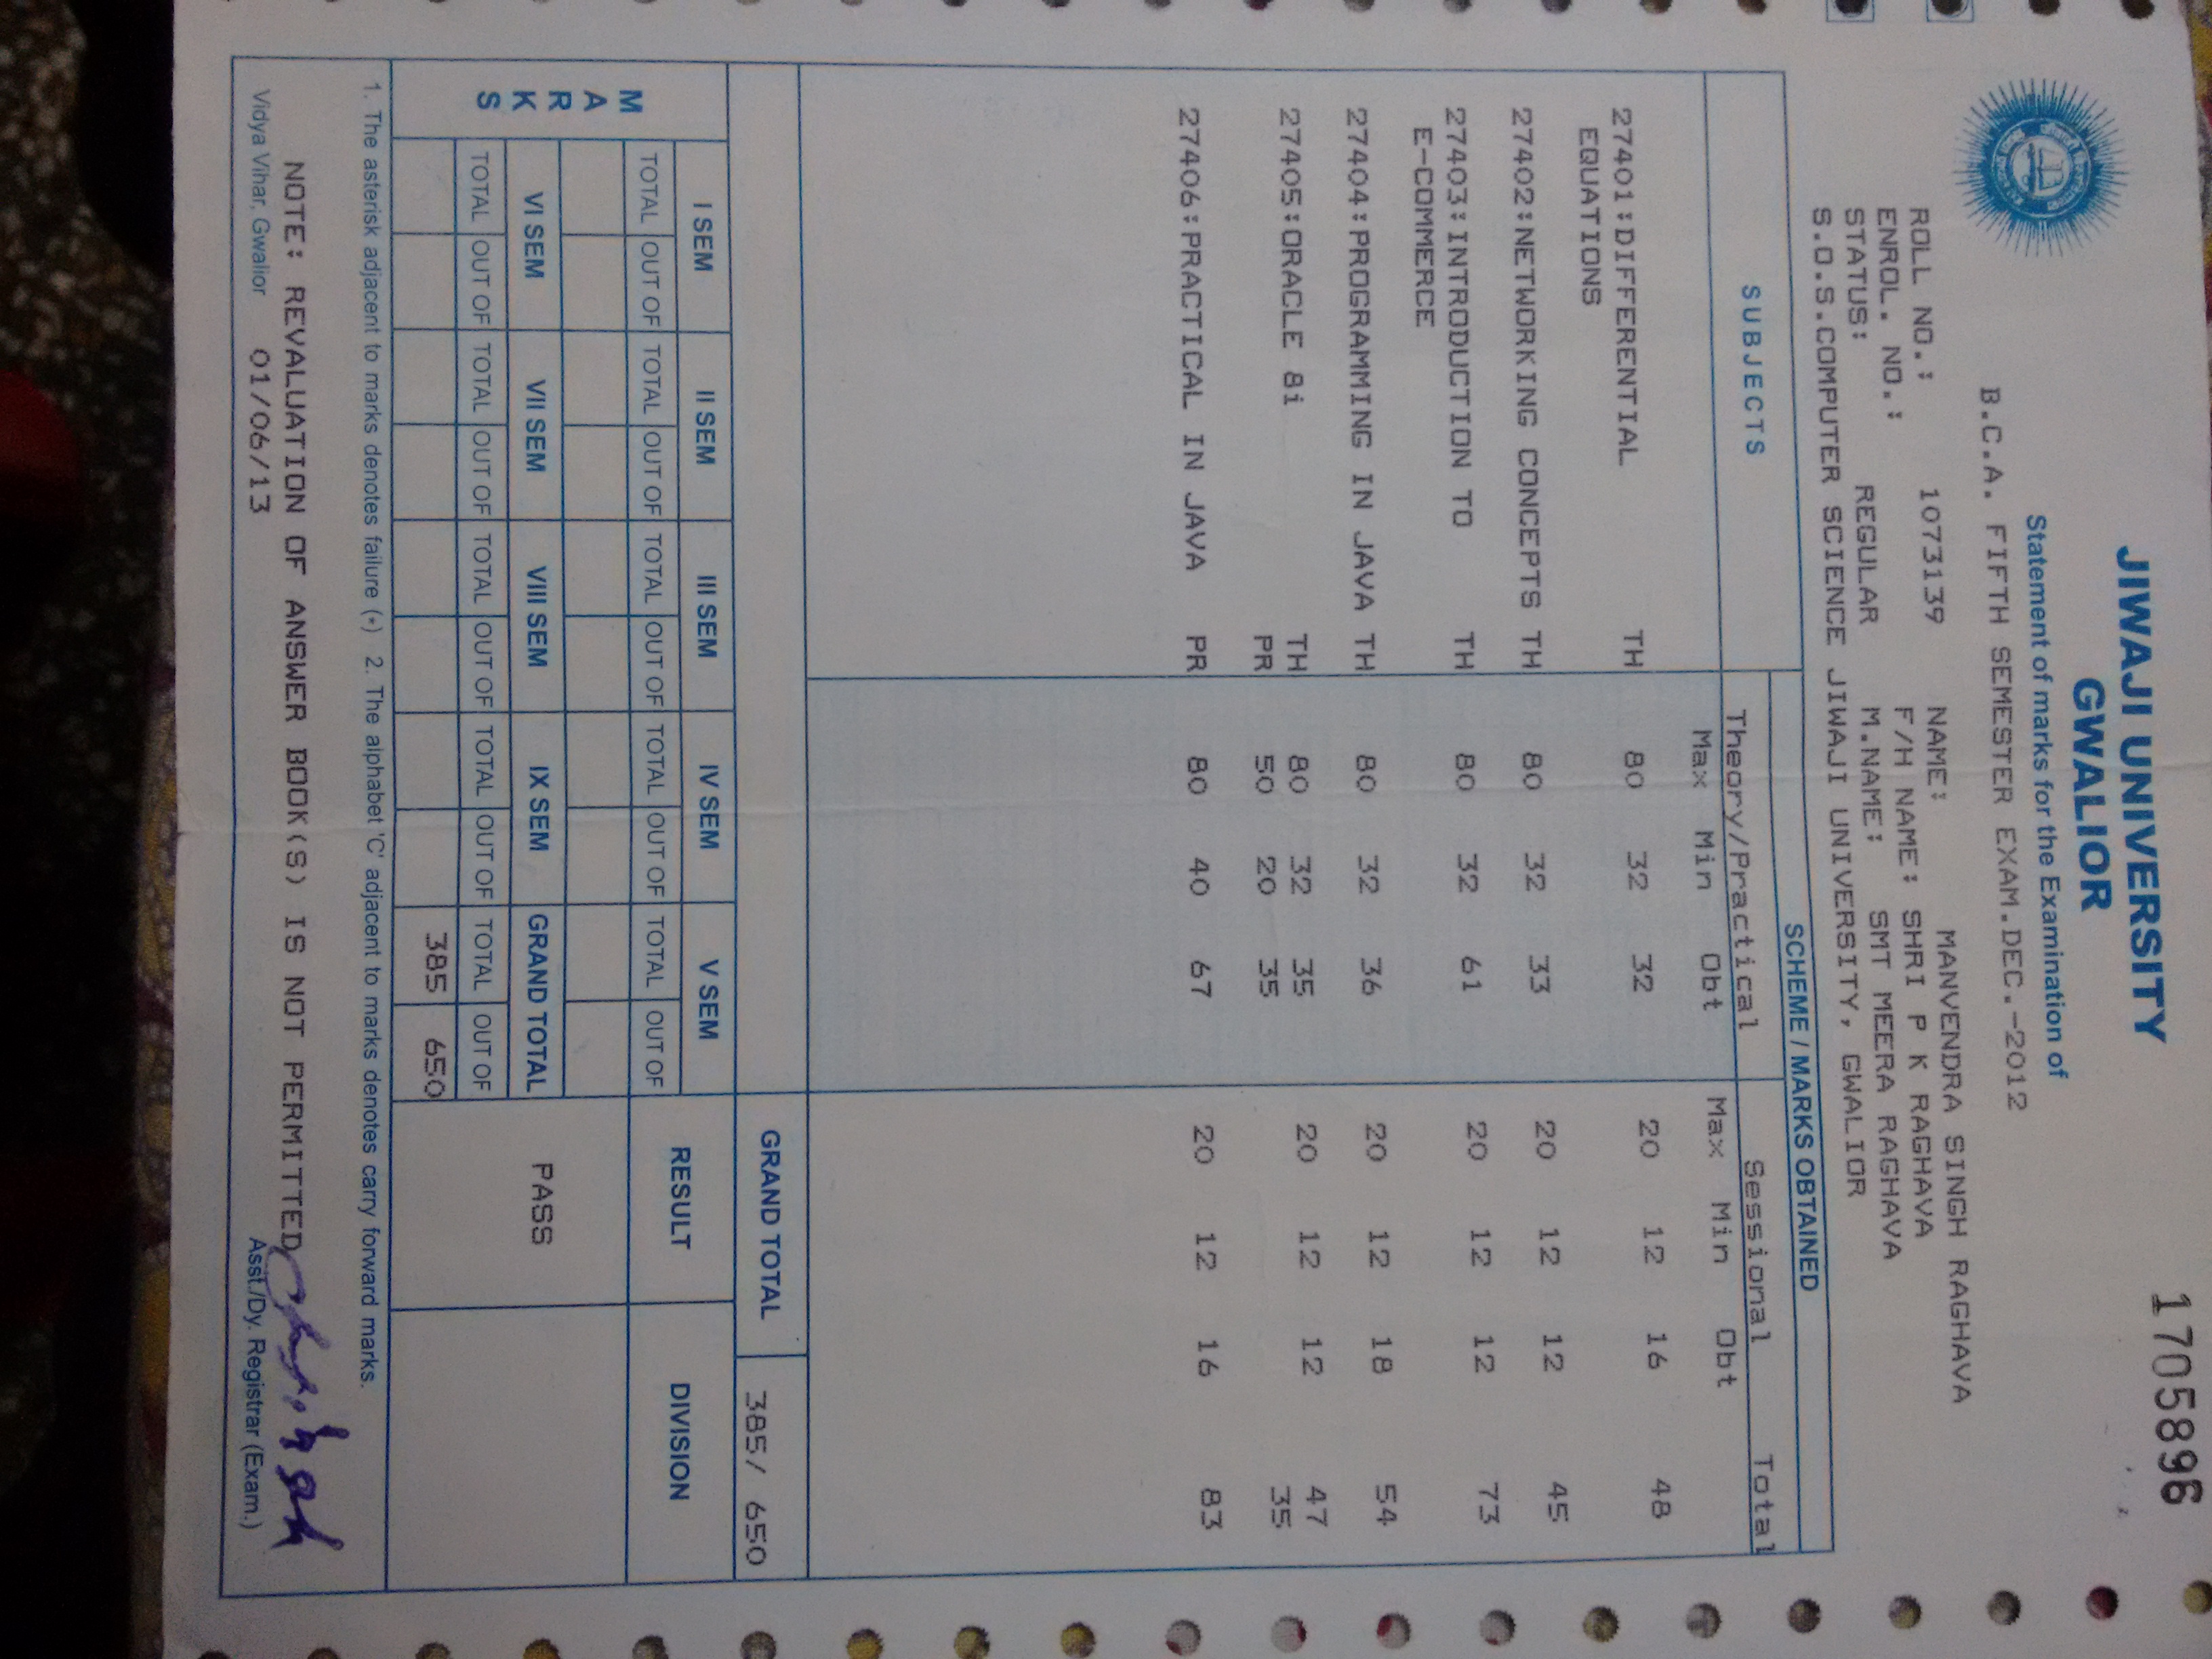 1705896
JIWAJI UNIVERSITY
GWALIOR
Statement of marks for the Examination of
B.C.A. FIFTH SEMESTER EXAM.DEC.-2012
ROLL NO.: 1073139 NAME: MANVENDRA SINGH RAGHAVA
ENROL. NO.: F/H NAME: SHRI P K RAGHAVA
STATUS: REGULAR M.NAME: SMT MEERA RAGHAVA
S.O.S.COMPUTER SCIENCE JIWAJI UNIVERSITY, GWALIOR
SUBJECTS SCHEME / MARKS OBTAINED
Theory/Practical Sessional Total
Max Min Obt Max Min Obt
27401:DIFFERENTIAL TH 80 32 32 20 12 16 48
EQUATIONS
27402:NETWORKING CONCEPTS TH 80 32 33 20 12 12 45
27403:INTRODUCTION TO TH 80 32 61 20 12 12 73
E-COMMERCE
27404:PROGRAMMING IN JAVA TH 80 32 36 20 12 18 54
27405:ORACLE 8i TH 80 32 35 20 12 12 47
PR 50 20 35 35
27406:PRACTICAL IN JAVA PR 80 40 67 20 12 16 83
GRAND TOTAL 385/ 650
MARKS
I SEM II SEM III SEM IV SEM V SEM RESULT DIVISION
TOTAL OUT OF TOTAL OUT OF TOTAL OUT OF TOTAL OUT OF TOTAL OUT OF
VI SEM VII SEM VIII SEM IX SEM GRAND TOTAL PASS
TOTAL OUT OF TOTAL OUT OF TOTAL OUT OF TOTAL OUT OF TOTAL OUT OF
385 650
1. The asterisk adjacent to marks denotes failure (*) 2. The alphabet 'C' adjacent to marks denotes carry forward marks.
NOTE: REVALUATION OF ANSWER BOOK(S) IS NOT PERMITTED
Vidya Vihar, Gwalior 01/06/13 Asst./Dy. Registrar (Exam.)